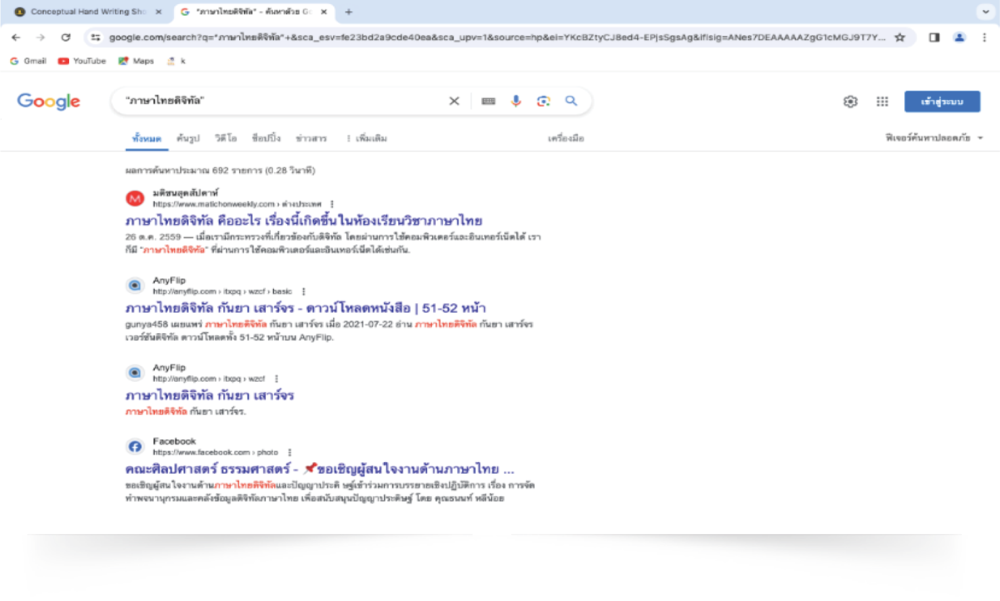 Conceptual Hand Writing Sho
"ภาษาไทยดิจิทัล" - ค้นหาด้วย Go
google.com/search?q="ภาษาไทยดิจิทัล"+&sca_esv=fe23bd2a9cde40ea&sca_upv=1&source=hp&ei=YKcBZtyCJ8ed4-EPjsSgsAg&iflsig=ANes7DEAAAAAZgG1cMGJ9T7Y...
Gmail YouTube Maps k
Google "ภาษาไทยดิจิทัล" เข้าสู่ระบบ
ทั้งหมด ค้นรูป วิดีโอ ช็อปปิ้ง ข่าวสาร เพิ่มเติม เครื่องมือ ฟีเจอร์ค้นหาปลอดภัย
ผลการค้นหาประมาณ 692 รายการ (0.28 วินาที)
มติชนสุดสัปดาห์
https://www.matichonweekly.com › ต่างประเทศ
ภาษาไทยดิจิทัล คืออะไร เรื่องนี้เกิดขึ้นในห้องเรียนวิชาภาษาไทย
26 ต.ค. 2559 — เมื่อเรามีกระทรวงที่เกี่ยวข้องกับดิจิทัล โดยผ่านการใช้คอมพิวเตอร์และอินเทอร์เน็ตได้ เรา
ก็มี "ภาษาไทยดิจิทัล" ที่ผ่านการใช้คอมพิวเตอร์และอินเทอร์เน็ตได้เช่นกัน.
AnyFlip
http://anyflip.com › itxpq › wzcf › basic
ภาษาไทยดิจิทัล กันยา เสาร์จร - ดาวน์โหลดหนังสือ | 51-52 หน้า
gunya458 เผยแพร่ ภาษาไทยดิจิทัล กันยา เสาร์จร เมื่อ 2021-07-22 อ่าน ภาษาไทยดิจิทัล กันยา เสาร์จร
เวอร์ชันดิจิทัล ดาวน์โหลดทั้ง 51-52 หน้าบน AnyFlip.
AnyFlip
http://anyflip.com › itxpq › wzcf
ภาษาไทยดิจิทัล กันยา เสาร์จร
ภาษาไทยดิจิทัล กันยา เสาร์จร.
Facebook
https://www.facebook.com › photo
คณะศิลปศาสตร์ ธรรมศาสตร์ - 📌ขอเชิญผู้สนใจงานด้านภาษาไทย ...
ขอเชิญผู้สนใจงานด้านภาษาไทยดิจิทัลและปัญญาประดิ ษฐ์เข้าร่วมการบรรยายเชิงปฏิบัติการ เรื่อง การจัด
ทำพจนานุกรมและคลังข้อมูลดิจิทัลภาษาไทย เพื่อสนับสนุนปัญญาประดิษฐ์ โดย คุณธนนท์ หลีน้อย